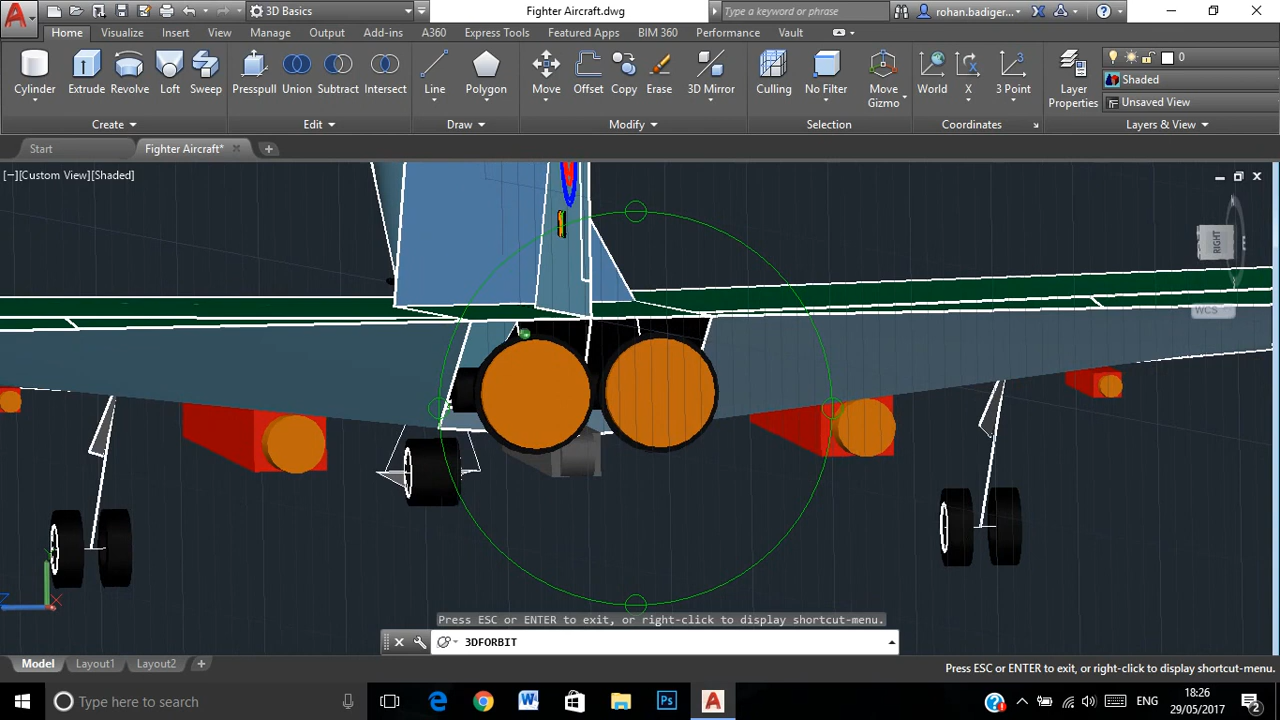 3D Basics
Fighter Aircraft.dwg
Type a keyword or phrase
rohan.badiger...
Home Visualize Insert View Manage Output Add-ins A360 Express Tools Featured Apps BIM 360 Performance Vault
Cylinder Extrude Revolve Loft Sweep Presspull Union Subtract Intersect Line Polygon Move Offset Copy Erase 3D Mirror Culling No Filter Move Gizmo World X 3 Point Layer Properties
0
Shaded
Unsaved View
Create Edit Draw Modify Selection Coordinates Layers & View
Start Fighter Aircraft*
[−][Custom View][Shaded]
RIGHT
WCS
Z
X
Press ESC or ENTER to exit, or right-click to display shortcut-menu.
3DFORBIT
Model Layout1 Layout2
Press ESC or ENTER to exit, or right-click to display shortcut-menu.
Type here to search
ENG
18:26
29/05/2017
2